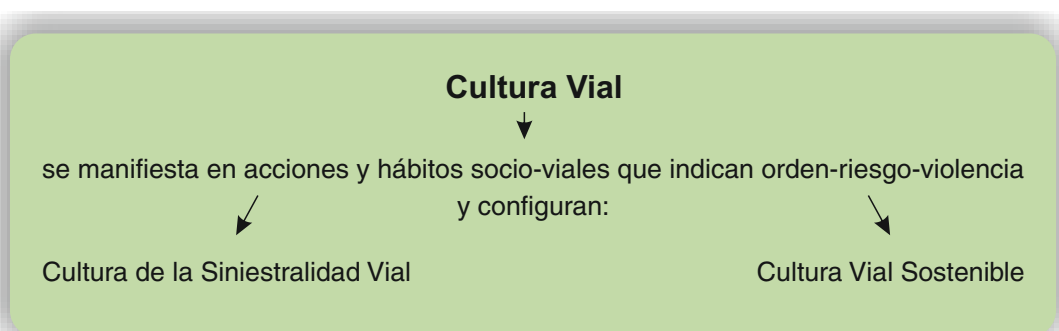 Cultura Vial
se manifiesta en acciones y hábitos socio-viales que indican orden-riesgo-violencia
y configuran:
Cultura de la Siniestralidad Vial
Cultura Vial Sostenible